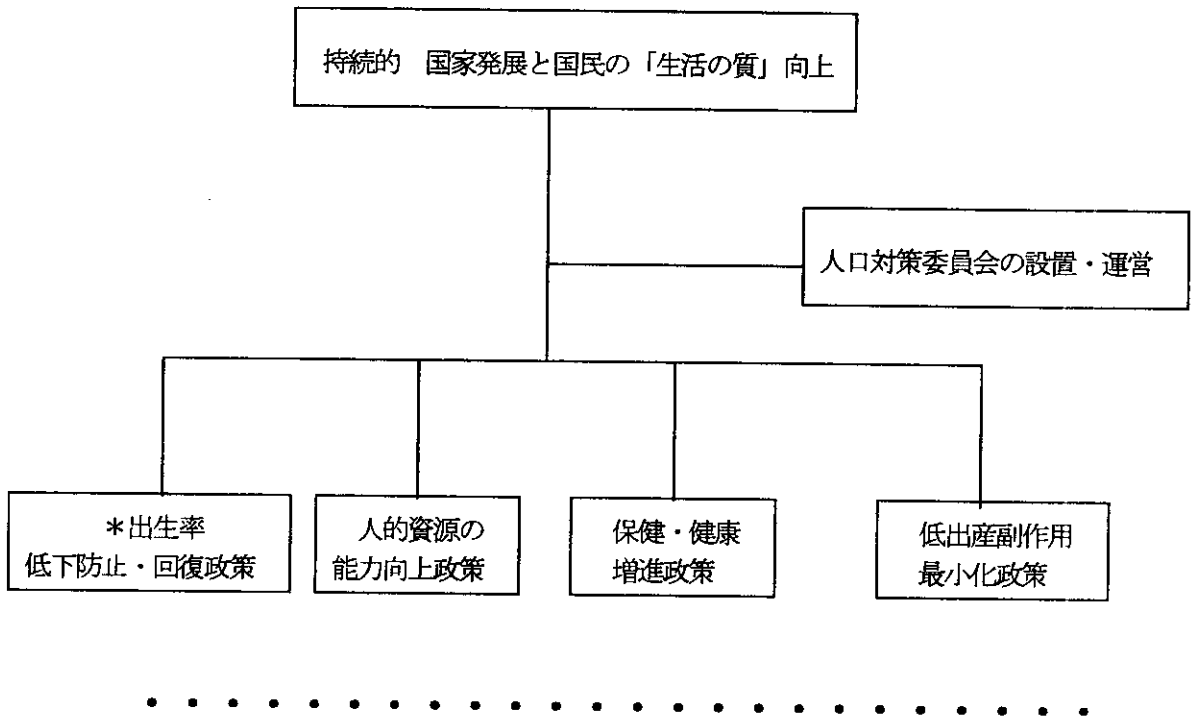 持続的　国家発展と国民の「生活の質」向上
人口対策委員会の設置・運営
＊出生率
低下防止・回復政策
人的資源の
能力向上政策
保健・健康
増進政策
低出産副作用
最小化政策